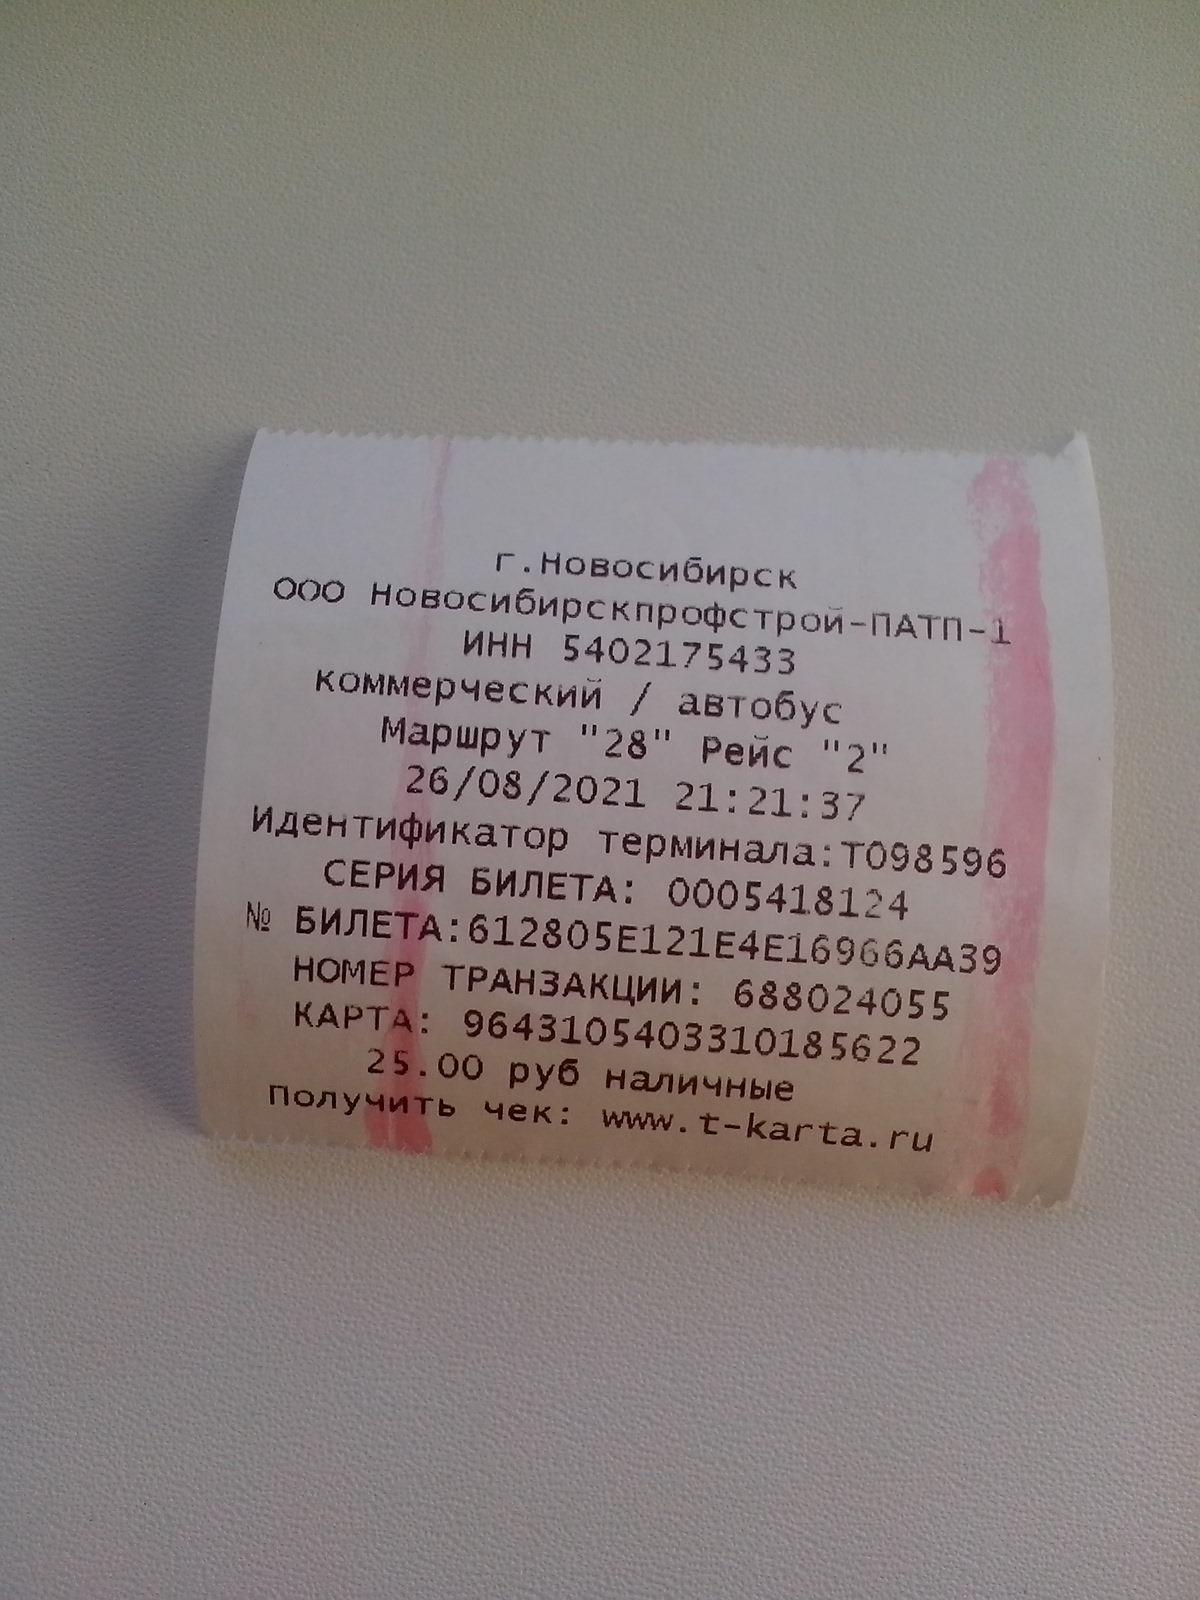 г.Новосибирск
ООО Новосибирскпрофстрой-ПАТП-1
ИНН 5402175433
коммерческий / автобус
Маршрут "28" Рейс "2"
26/08/2021 21:21:37
Идентификатор терминала:T098596
СЕРИЯ БИЛЕТА: 0005418124
№ БИЛЕТА:612805E121E4E16966AA39
НОМЕР ТРАНЗАКЦИИ: 688024055
КАРТА: 9643105403310185622
25.00 руб наличные
Получить чек: www.t-karta.ru